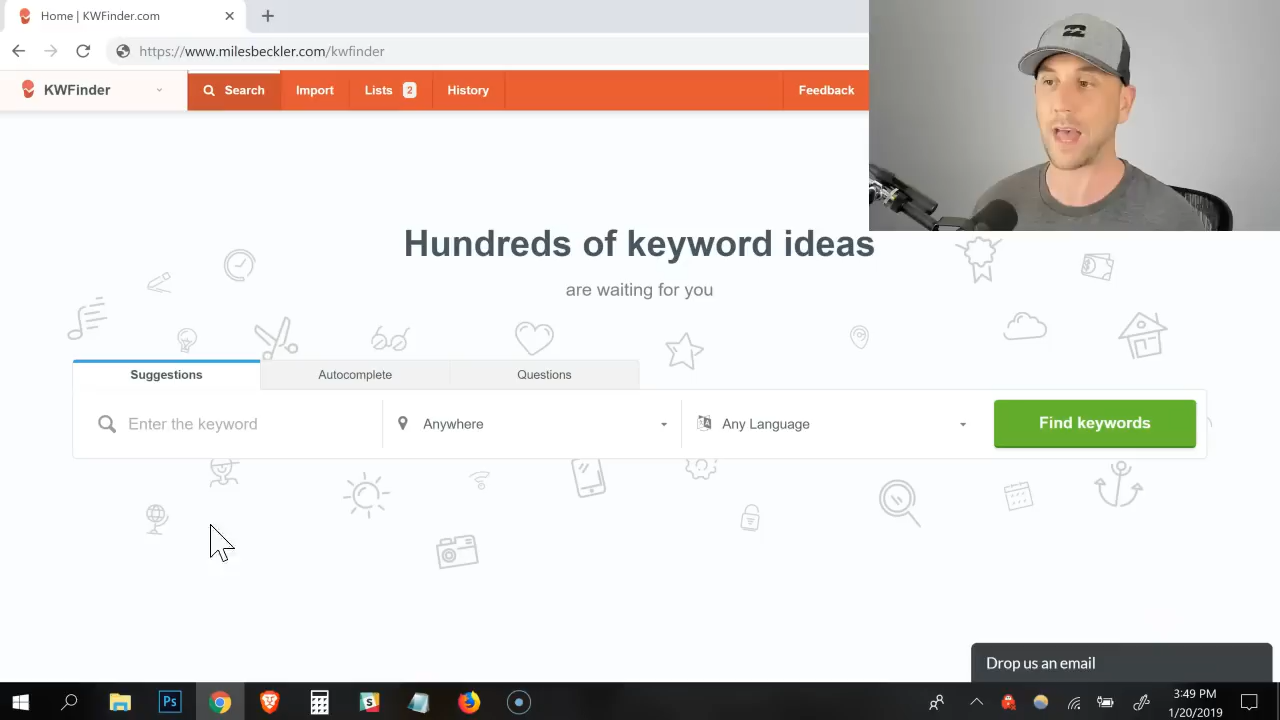 Home | KWFinder.com
https://www.milesbeckler.com/kwfinder
KWFinder
Search
Import
Lists 2
History
Feedback
Hundreds of keyword ideas
are waiting for you
Suggestions
Autocomplete
Questions
Enter the keyword
Anywhere
Any Language
Find keywords
Drop us an email
Ps
3:49 PM
1/20/2019